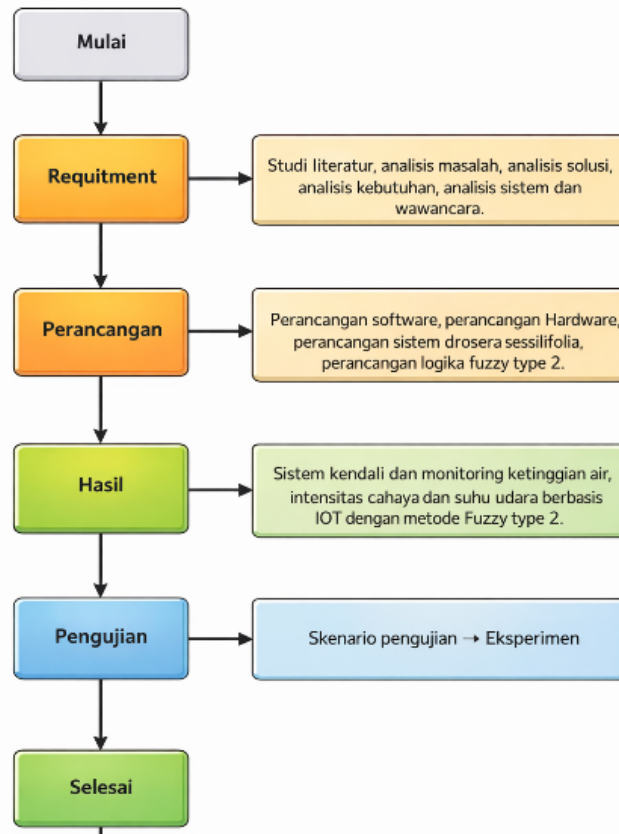 Mulai
Requitment
Studi literatur, analisis masalah, analisis solusi,
analisis kebutuhan, analisis sistem dan
wawancara.
Perancangan
Perancangan software, perancangan Hardware,
perancangan sistem drosera sessilifolia,
perancangan logika fuzzy type 2.
Hasil
Sistem kendali dan monitoring ketinggian air,
intensitas cahaya dan suhu udara berbasis
IOT dengan metode Fuzzy type 2.
Pengujian
Skenario pengujian → Eksperimen
Selesai